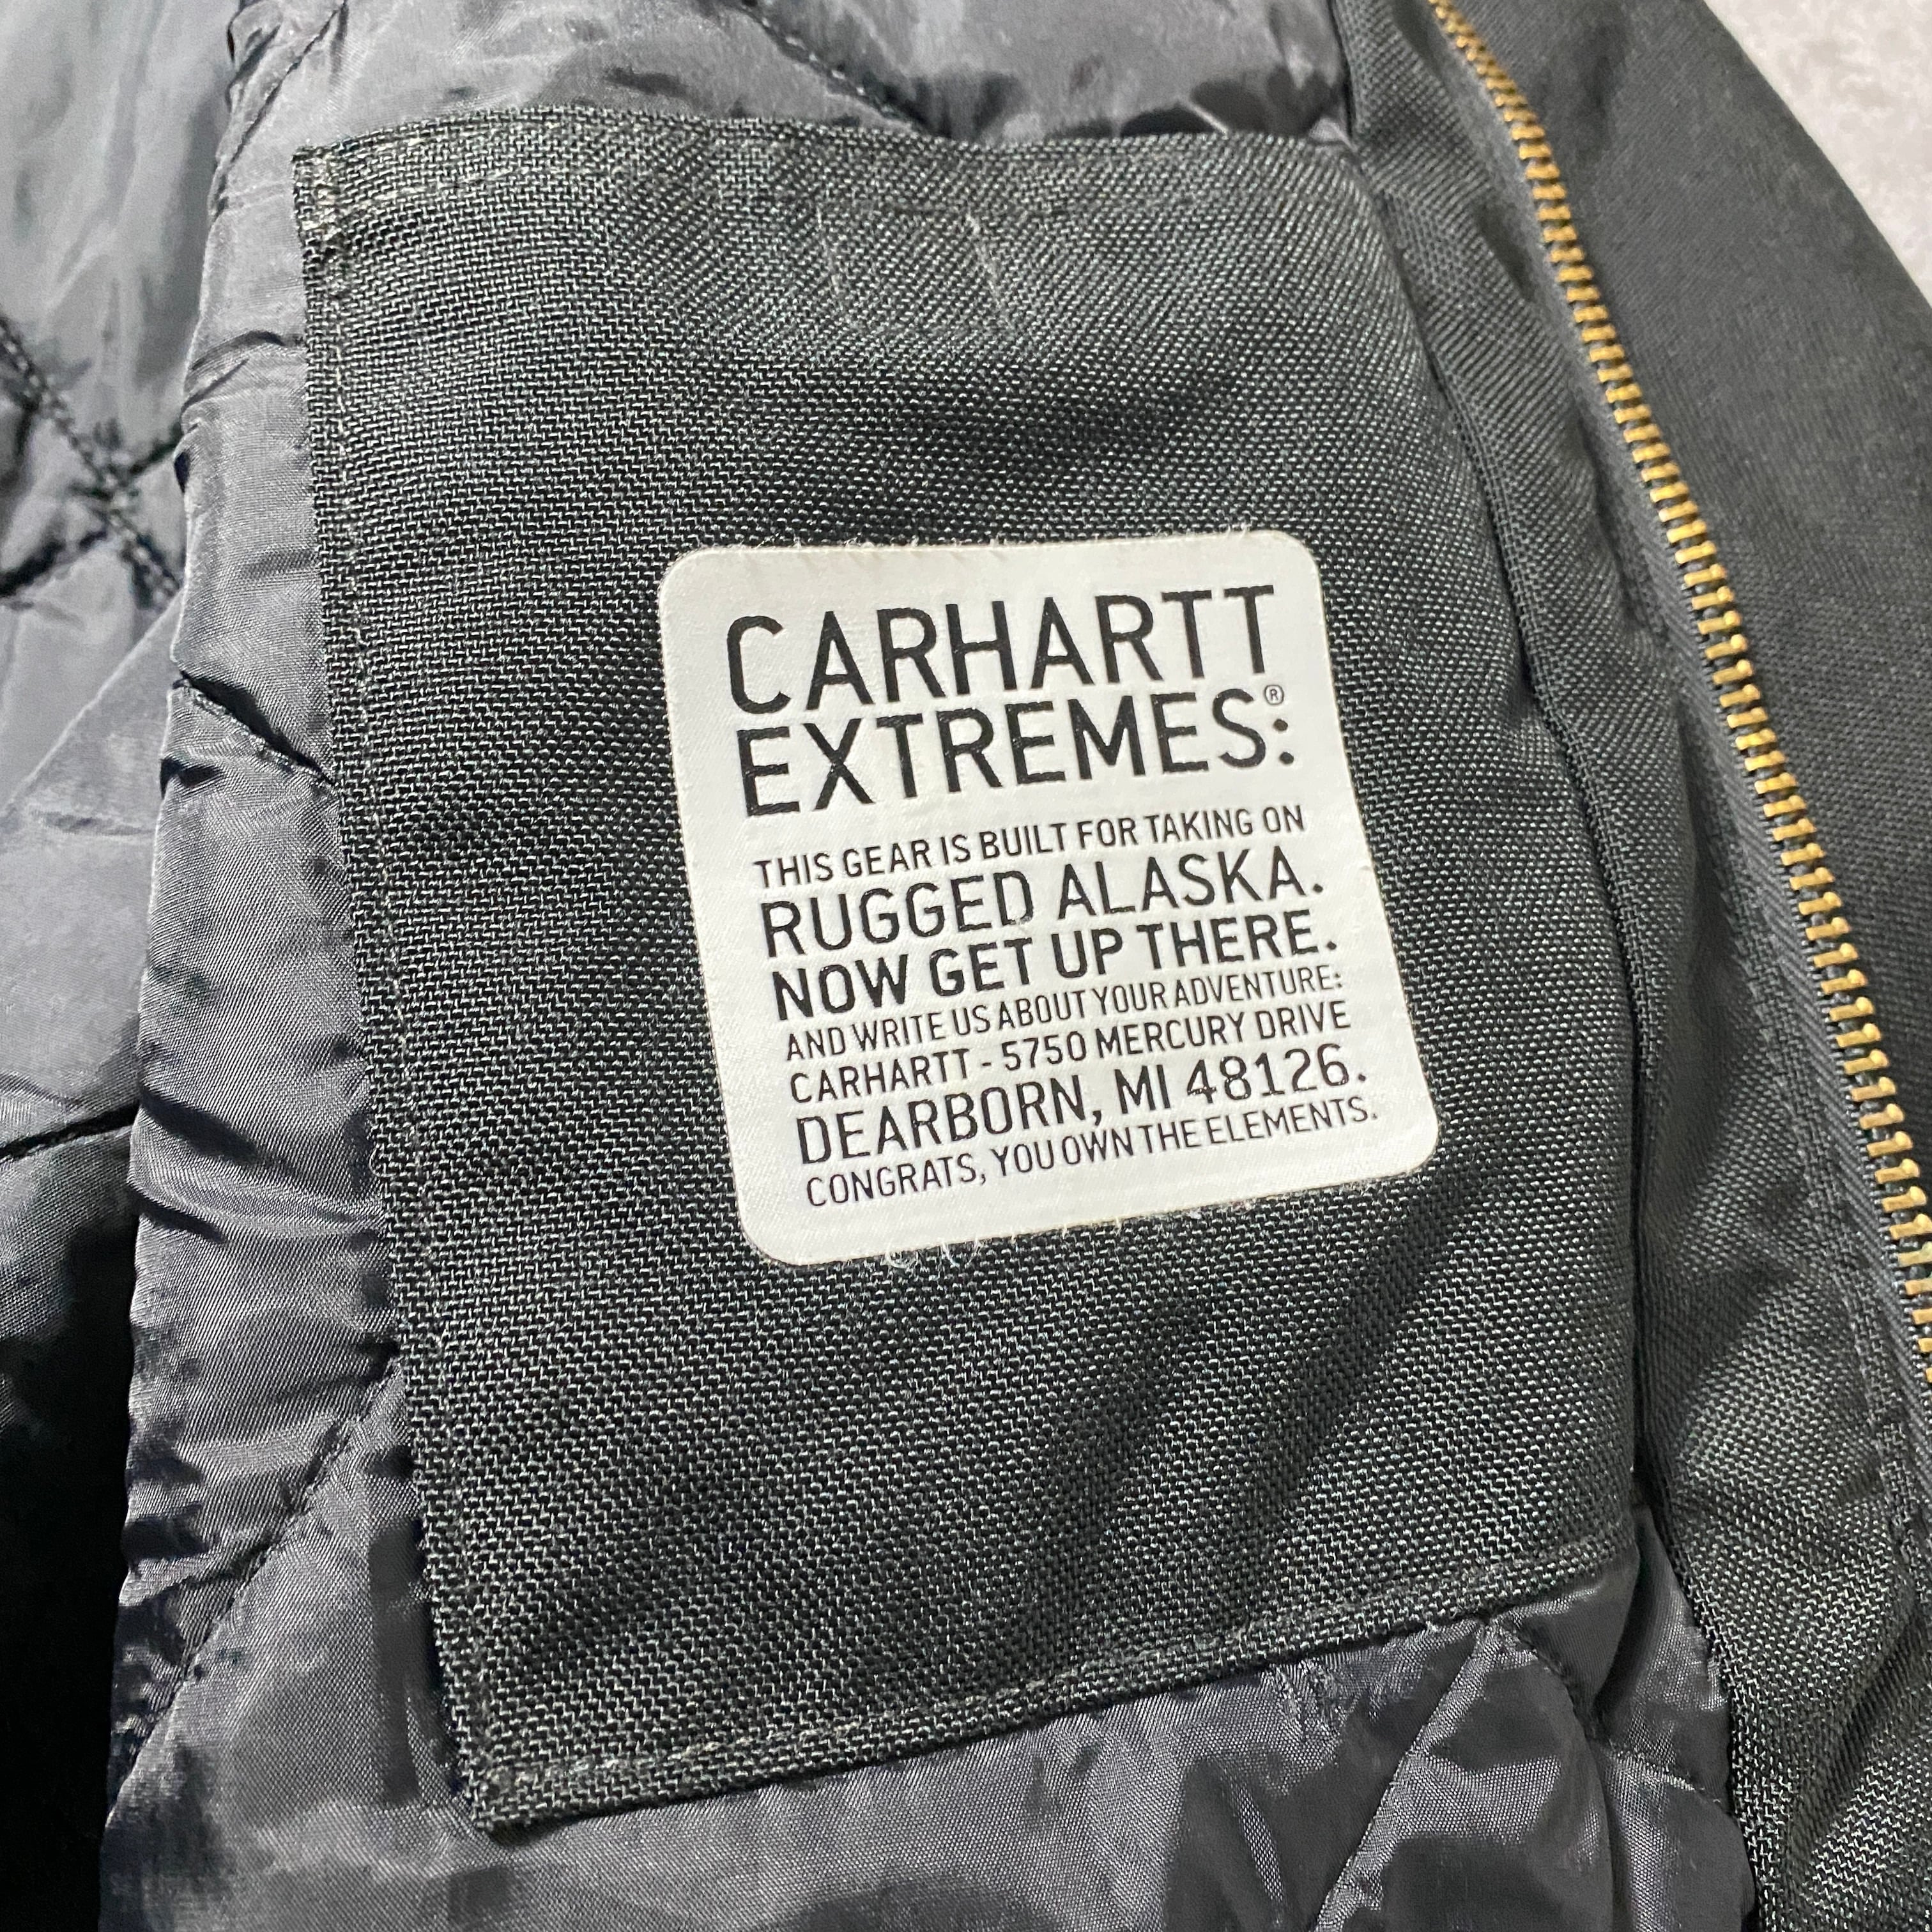 CARHARTT
EXTREMES®:
THIS GEAR IS BUILT FOR TAKING ON
RUGGED ALASKA.
NOW GET UP THERE.
AND WRITE US ABOUT YOUR ADVENTURE:
CARHARTT - 5750 MERCURY DRIVE
DEARBORN, MI 48126.
CONGRATS, YOU OWN THE ELEMENTS.